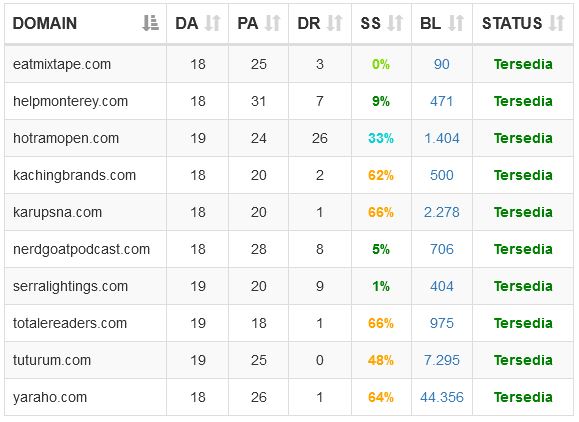 DOMAIN DA PA DR SS BL STATUS
eatmixtape.com 18 25 3 0% 90 Tersedia
helpmonterey.com 18 31 7 9% 471 Tersedia
hotramopen.com 19 24 26 33% 1.404 Tersedia
kachingbrands.com 18 20 2 62% 500 Tersedia
karupsna.com 18 20 1 66% 2.278 Tersedia
nerdgoatpodcast.com 18 28 8 5% 706 Tersedia
serralightings.com 19 20 9 1% 404 Tersedia
totalereaders.com 19 18 1 66% 975 Tersedia
tuturum.com 19 25 0 48% 7.295 Tersedia
yaraho.com 18 26 1 64% 44.356 Tersedia